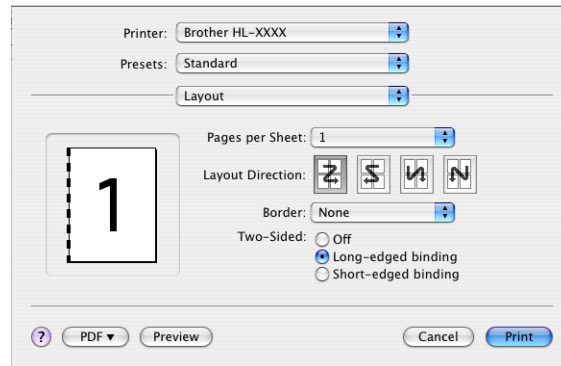 Printer: Brother HL-XXXX
Presets: Standard
Layout
Pages per Sheet: 1
Layout Direction:
Border: None
Two-Sided: Off
Long-edged binding
Short-edged binding
1
? PDF ▼ Preview Cancel Print